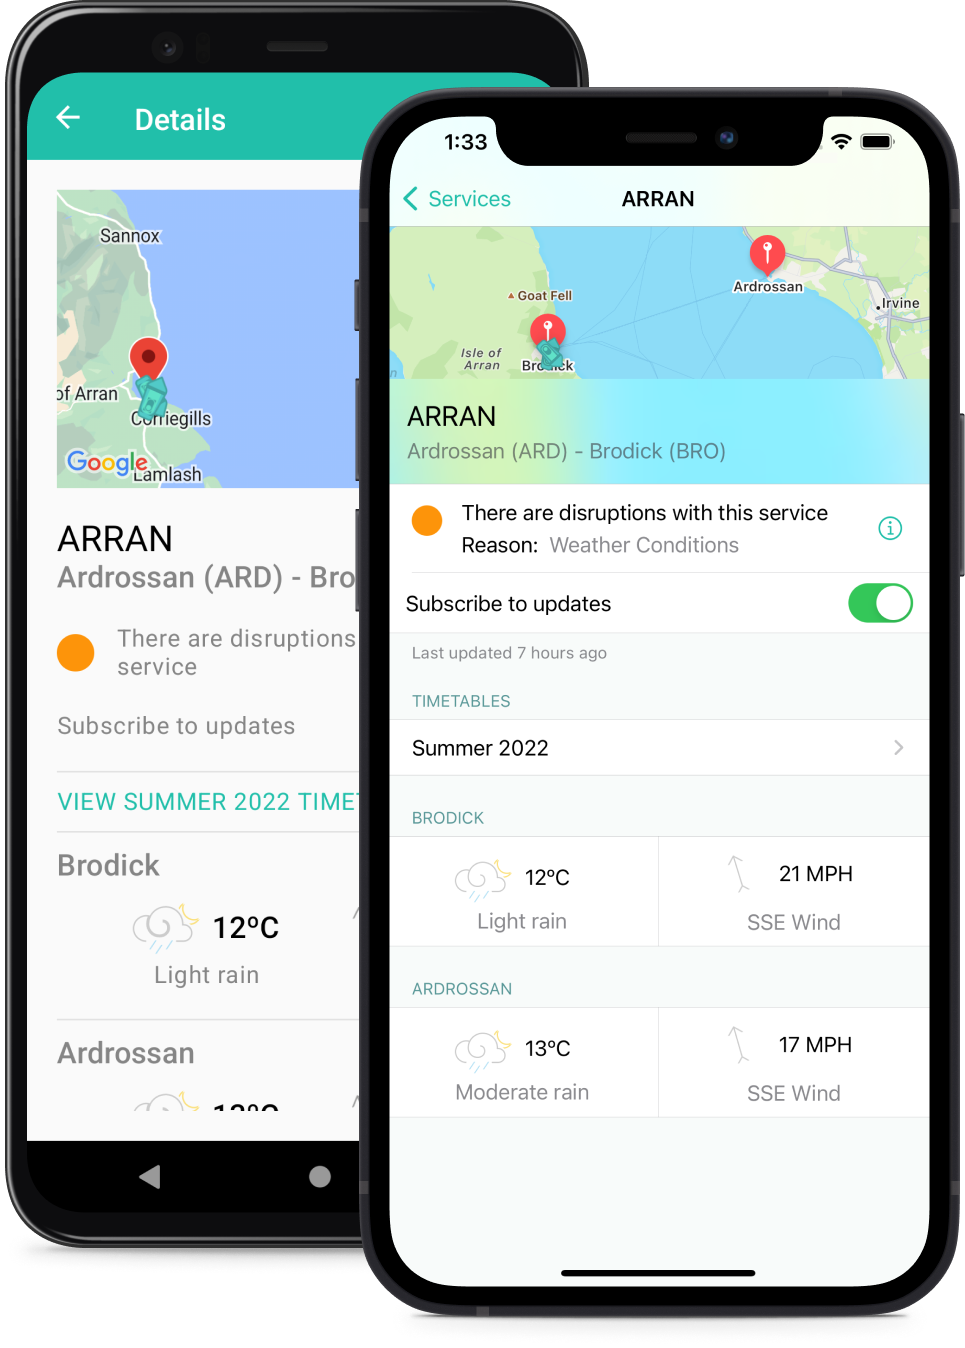 Details
Sannox
of Arran
Corriegills
Google
Lamlash
ARRAN
Ardrossan (ARD) - Bro
There are disruptions
service
Subscribe to updates
VIEW SUMMER 2022 TIME
Brodick
12°C
Light rain
Ardrossan
1:33
Services
ARRAN
Ardrossan
Goat Fell
Irvine
Isle of
Arran
Brodick
ARRAN
Ardrossan (ARD) - Brodick (BRO)
There are disruptions with this service
Reason: Weather Conditions
Subscribe to updates
Last updated 7 hours ago
TIMETABLES
Summer 2022
BRODICK
12°C
Light rain
21 MPH
SSE Wind
ARDROSSAN
13°C
Moderate rain
17 MPH
SSE Wind